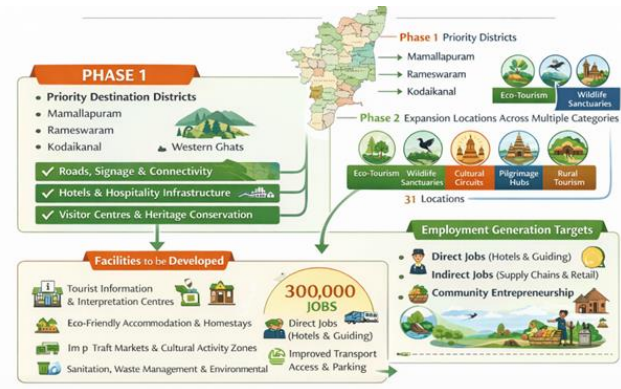 PHASE 1
Priority Destination Districts
Mamallapuram
Rameswaram
Kodaikanal
Western Ghats
Roads, Signage & Connectivity
Hotels & Hospitality Infrastructure
Visitor Centres & Heritage Conservation
Phase 1 Priority Districts
Mamallapuram
Rameswaram
Kodaikanal
Eco-Tourism
Wildlife
Sanctuaries
Phase 2 Expansion Locations Across Multiple Categories
Eco-Tourism
Wildlife
Sanctuaries
Cultural
Circuits
Pilgrimage
Hubs
Rural
Tourism
31 Locations
Facilities to be Developed
Tourist Information
& Interpretation Centres
Eco-Friendly Accommodation & Homestays
Im p Traft Markets & Cultural Activity Zones
Sanitation, Waste Management & Environmental
300,000
JOBS
Direct Jobs
(Hotels & Guiding)
Improved Transport
Access & Parking
Employment Generation Targets
Direct Jobs (Hotels & Guiding)
Indirect Jobs (Supply Chains & Retail)
Community Entrepreneurship